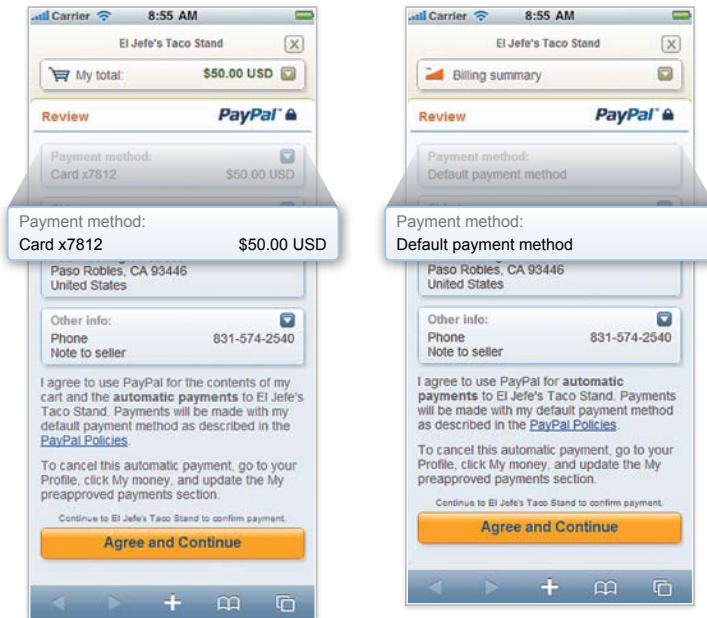 Carrier 8:55 AM
El Jefe's Taco Stand X
My total: $50.00 USD
Review PayPal
Payment method:
Card x7812 $50.00 USD
Payment method:
Card x7812 $50.00 USD
Paso Robles, CA 93446
United States
Other info:
Phone 831-574-2540
Note to seller
I agree to use PayPal for the contents of my
cart and the automatic payments to El Jefe's
Taco Stand. Payments will be made with my
default payment method as described in the
PayPal Policies.
To cancel this automatic payment, go to your
Profile, click My money, and update the My
preapproved payments section.
Continue to El Jefe's Taco Stand to confirm payment.
Agree and Continue
Carrier 8:55 AM
El Jefe's Taco Stand X
Billing summary
Review PayPal
Payment method:
Default payment method
Payment method:
Default payment method
Paso Robles, CA 93446
United States
Other info:
Phone 831-574-2540
Note to seller
I agree to use PayPal for automatic
payments to El Jefe's Taco Stand. Payments
will be made with my default payment method
as described in the PayPal Policies.
To cancel this automatic payment, go to your
Profile, click My money, and update the My
preapproved payments section.
Continue to El Jefe's Taco Stand to confirm payment.
Agree and Continue